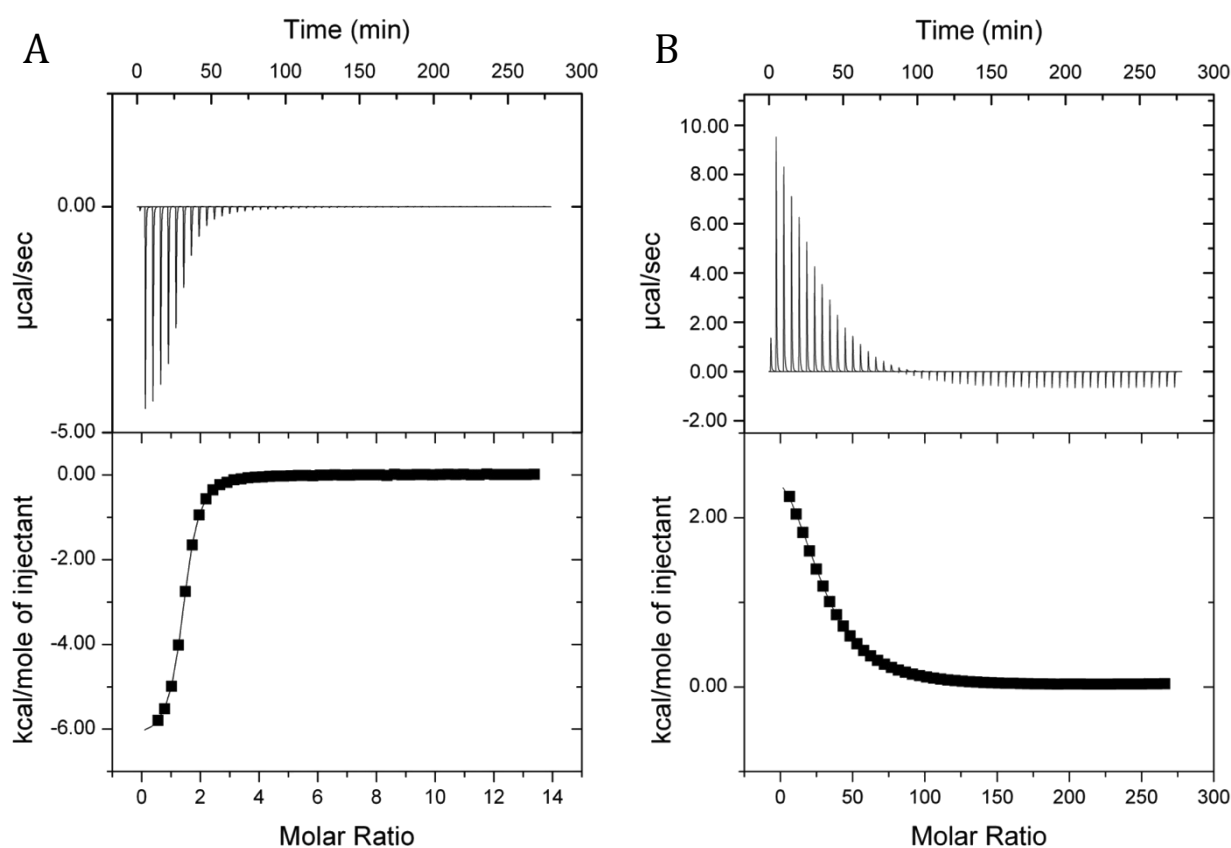 A
Time (min)
0 50 100 150 200 250 300
0.00
-5.00
µcal/sec
0.00
-2.00
-4.00
-6.00
kcal/mole of injectant
0 2 4 6 8 10 12 14
Molar Ratio
B
Time (min)
0 50 100 150 200 250 300
10.00
8.00
6.00
4.00
2.00
0.00
-2.00
µcal/sec
2.00
0.00
kcal/mole of injectant
0 50 100 150 200 250 300
Molar Ratio